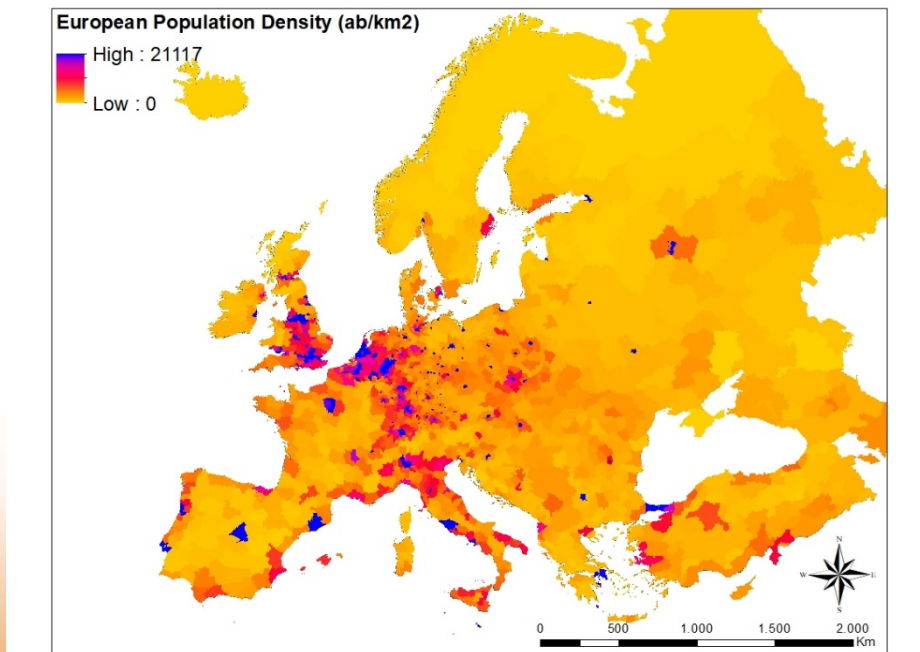 European Population Density (ab/km2)
High : 21117
Low : 0
N
W E
S
0 500 1.000 1.500 2.000
Km